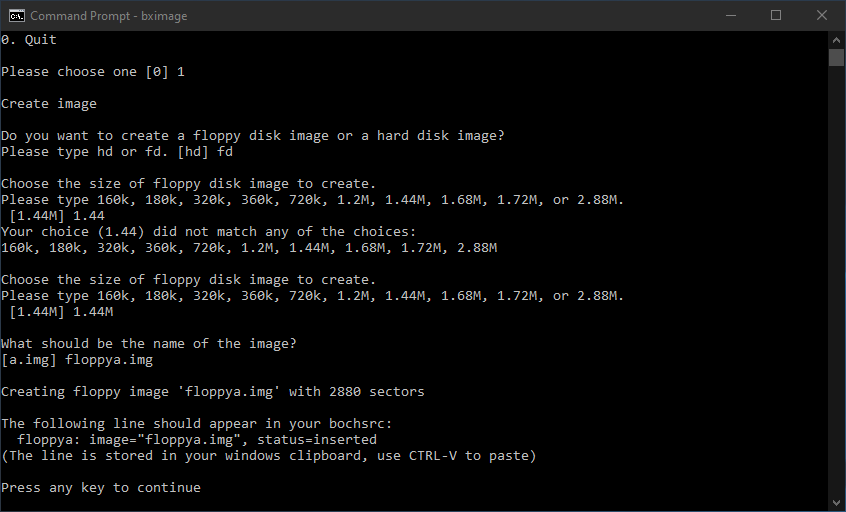 Command Prompt - bximage
0. Quit
Please choose one [0] 1
Create image
Do you want to create a floppy disk image or a hard disk image?
Please type hd or fd. [hd] fd
Choose the size of floppy disk image to create.
Please type 160k, 180k, 320k, 360k, 720k, 1.2M, 1.44M, 1.68M, 1.72M, or 2.88M.
 [1.44M] 1.44
Your choice (1.44) did not match any of the choices:
160k, 180k, 320k, 360k, 720k, 1.2M, 1.44M, 1.68M, 1.72M, 2.88M
Choose the size of floppy disk image to create.
Please type 160k, 180k, 320k, 360k, 720k, 1.2M, 1.44M, 1.68M, 1.72M, or 2.88M.
 [1.44M] 1.44M
What should be the name of the image?
[a.img] floppya.img
Creating floppy image 'floppya.img' with 2880 sectors
The following line should appear in your bochsrc:
  floppya: image="floppya.img", status=inserted
(The line is stored in your windows clipboard, use CTRL-V to paste)
Press any key to continue